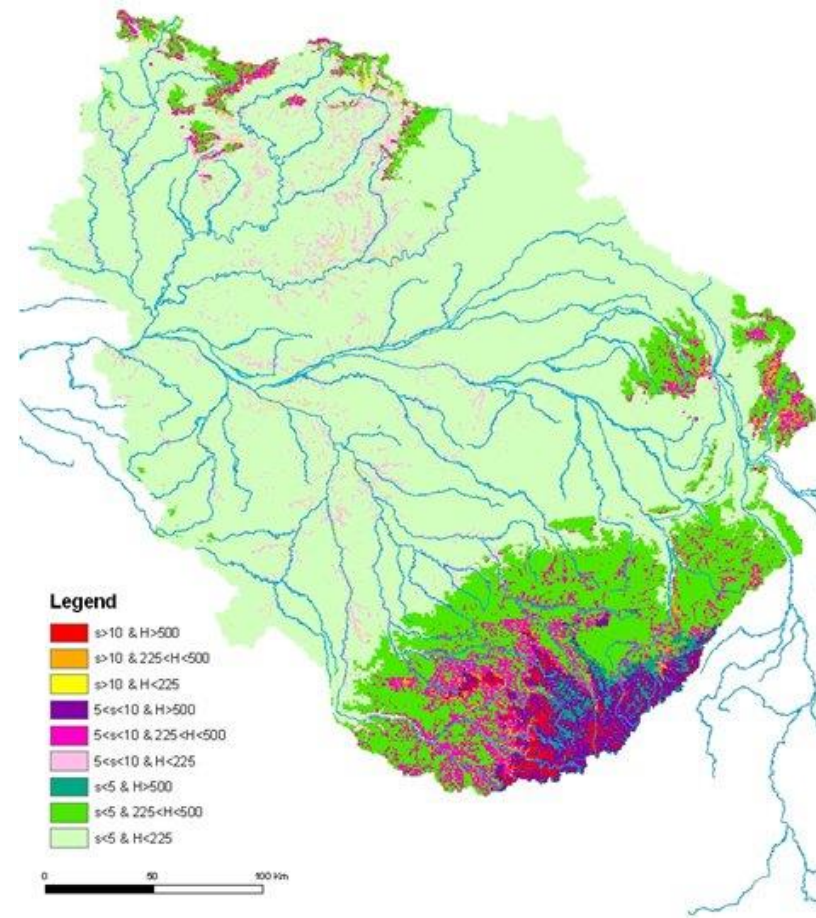 Legend
s>10 & H>500
s>10 & 225<H<500
s>10 & H<225
5<s<10 & H>500
5<s<10 & 225<H<500
5<s<10 & H<225
s<5 & H>500
s<5 & 225<H<500
s<5 & H<225
0 50 100 Km